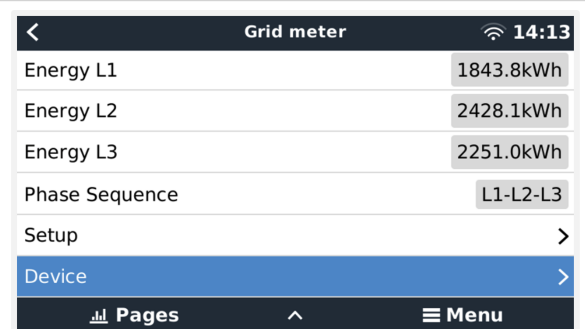 Grid meter 14:13
Energy L1 1843.8kWh
Energy L2 2428.1kWh
Energy L3 2251.0kWh
Phase Sequence L1-L2-L3
Setup
Device
Pages Menu